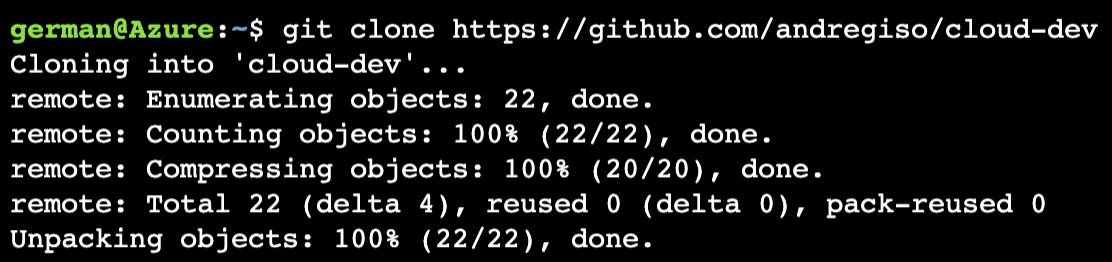 german@Azure:~$ git clone https://github.com/andregiso/cloud-dev
Cloning into 'cloud-dev'...
remote: Enumerating objects: 22, done.
remote: Counting objects: 100% (22/22), done.
remote: Compressing objects: 100% (20/20), done.
remote: Total 22 (delta 4), reused 0 (delta 0), pack-reused 0
Unpacking objects: 100% (22/22), done.